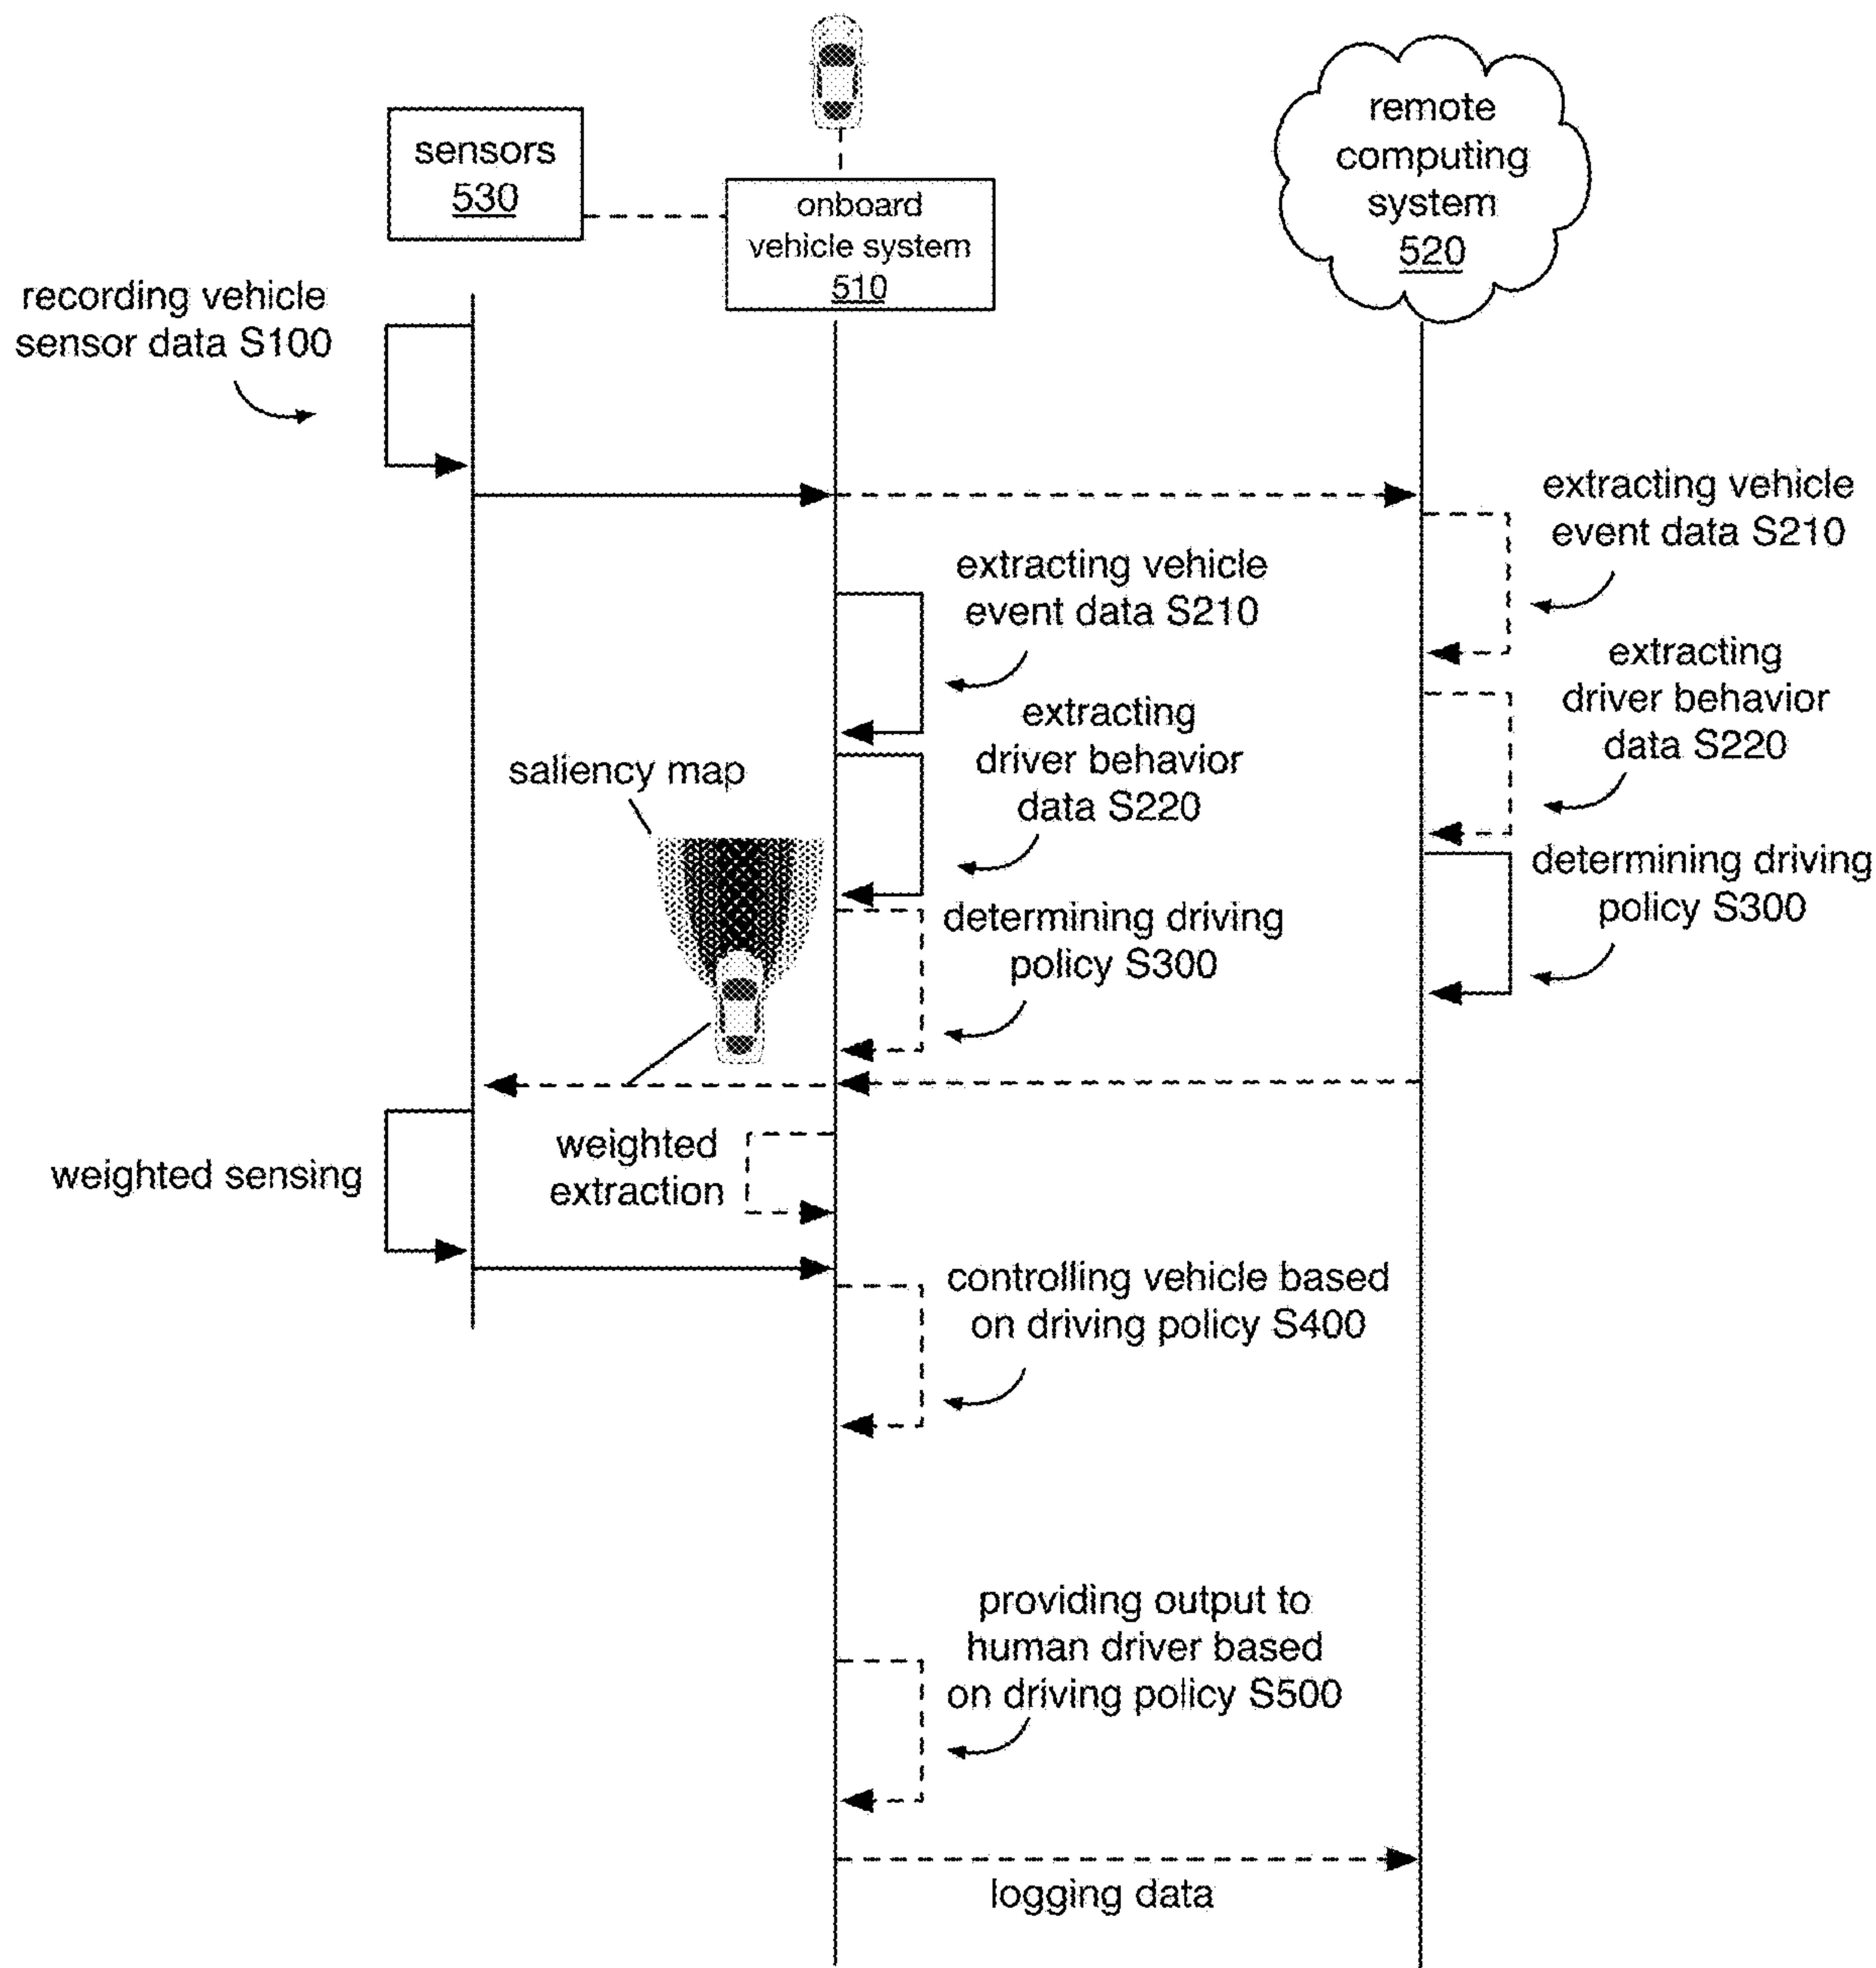 sensors
530
onboard
vehicle system
510
remote
computing
system
520
recording vehicle
sensor data S100
extracting vehicle
event data S210
extracting vehicle
event data S210
extracting
driver behavior
data S220
extracting
driver behavior
data S220
saliency map
determining driving
policy S300
determining driving
policy S300
weighted sensing
weighted
extraction
controlling vehicle based
on driving policy S400
providing output to
human driver based
on driving policy S500
logging data